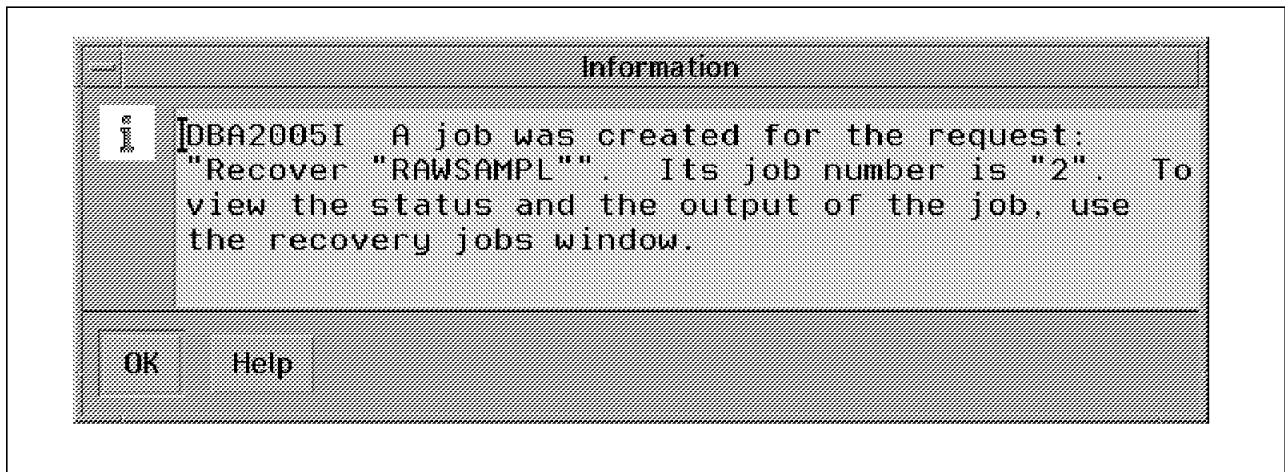 Information
DBA2005I A job was created for the request:
"Recover "RAWSAMPL"". Its job number is "2". To
view the status and the output of the job, use
the recovery jobs window.
OK Help